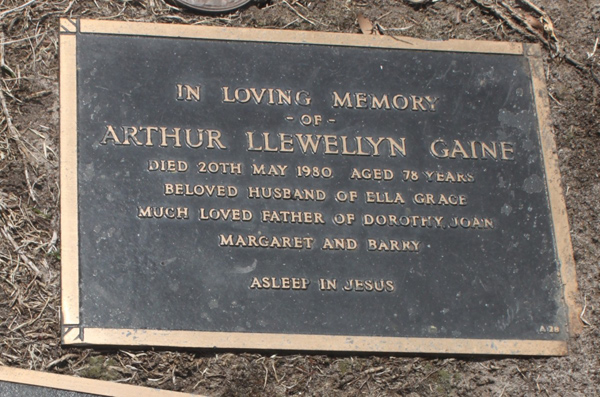 IN LOVING MEMORY
- OF -
ARTHUR LLEWELLYN GAINE
DIED 20TH MAY 1980 AGED 78 YEARS
BELOVED HUSBAND OF ELLA GRACE
MUCH LOVED FATHER OF DOROTHY, JOAN
MARGARET AND BARRY
ASLEEP IN JESUS